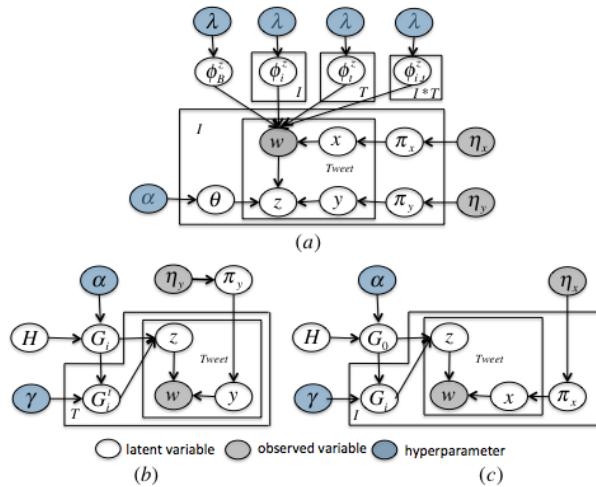 λ λ λ λ
ϕ_B^z ϕ_i^z ϕ_t^z ϕ_{i,t}^z
I T I*T
I
w x π_x η_x
Tweet
α θ z y π_y η_y
(a)
α η_y π_y α η_x
H G_i z H G_0 z
Tweet Tweet
γ G_i^t w y γ G_i w x π_x
T I
latent variable observed variable hyperparameter
(b) (c)